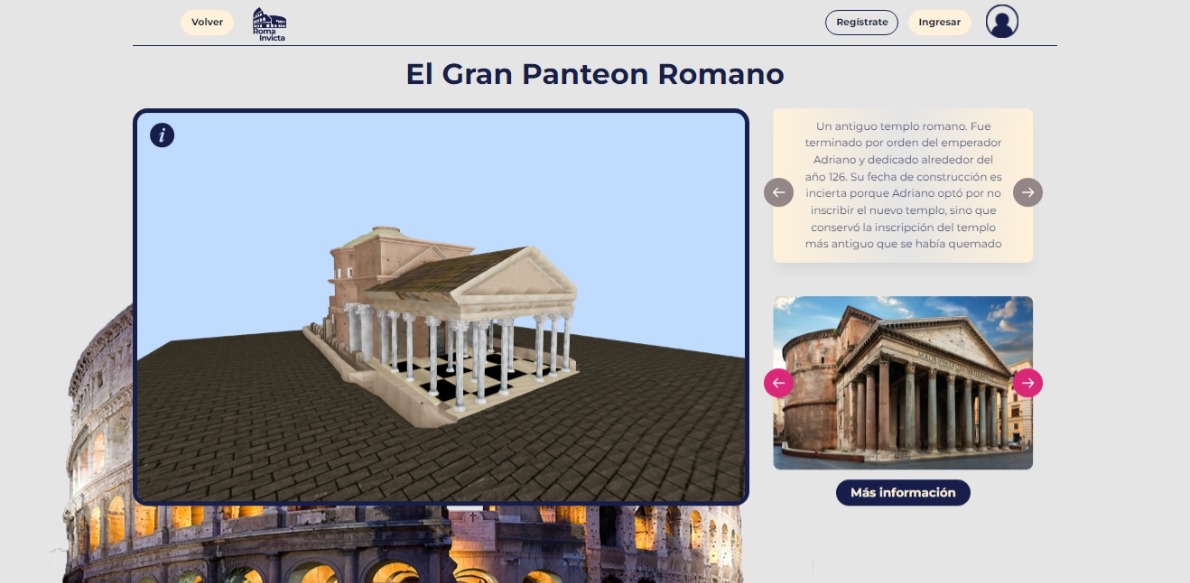 Volver
Roma
Invicta
Regístrate
Ingresar
El Gran Panteon Romano
i
Un antiguo templo romano. Fue
terminado por orden del emperador
Adriano y dedicado alrededor del
año 126. Su fecha de construcción es
incierta porque Adriano optó por no
inscribir el nuevo templo, sino que
conservó la inscripción del templo
más antiguo que se había quemado
Más información